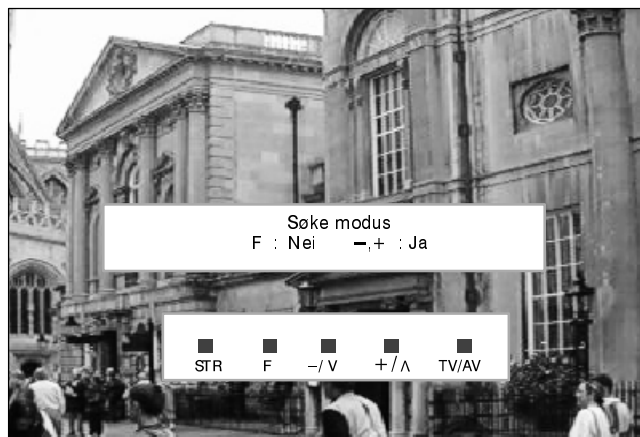 Søke modus
F : Nei −,+ : Ja
STR F −/V +/Λ TV/AV